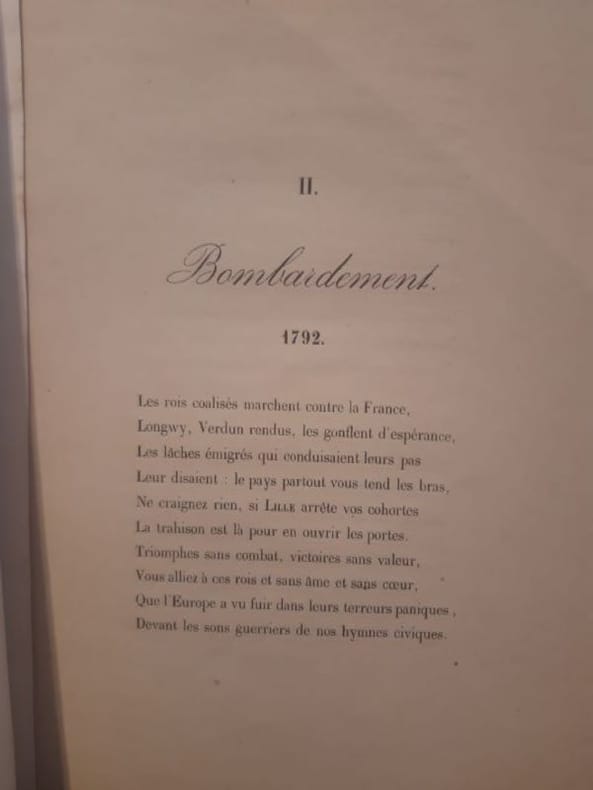 II.
Bombardement.
1792.
Les rois coalisés marchent contre la France,
Longwy, Verdun rendus, les gonflent d'espérance,
Les lâches émigrés qui conduisaient leurs pas
Leur disaient : le pays partout vous tend les bras,
Ne craignez rien, si LILLE arrête vos cohortes
La trahison est là pour en ouvrir les portes.
Triomphes sans combat, victoires sans valeur,
Vous alliez à ces rois et sans âme et sans cœur,
Que l'Europe a vu fuir dans leurs terreurs paniques,
Devant les sons guerriers de nos hymnes civiques.